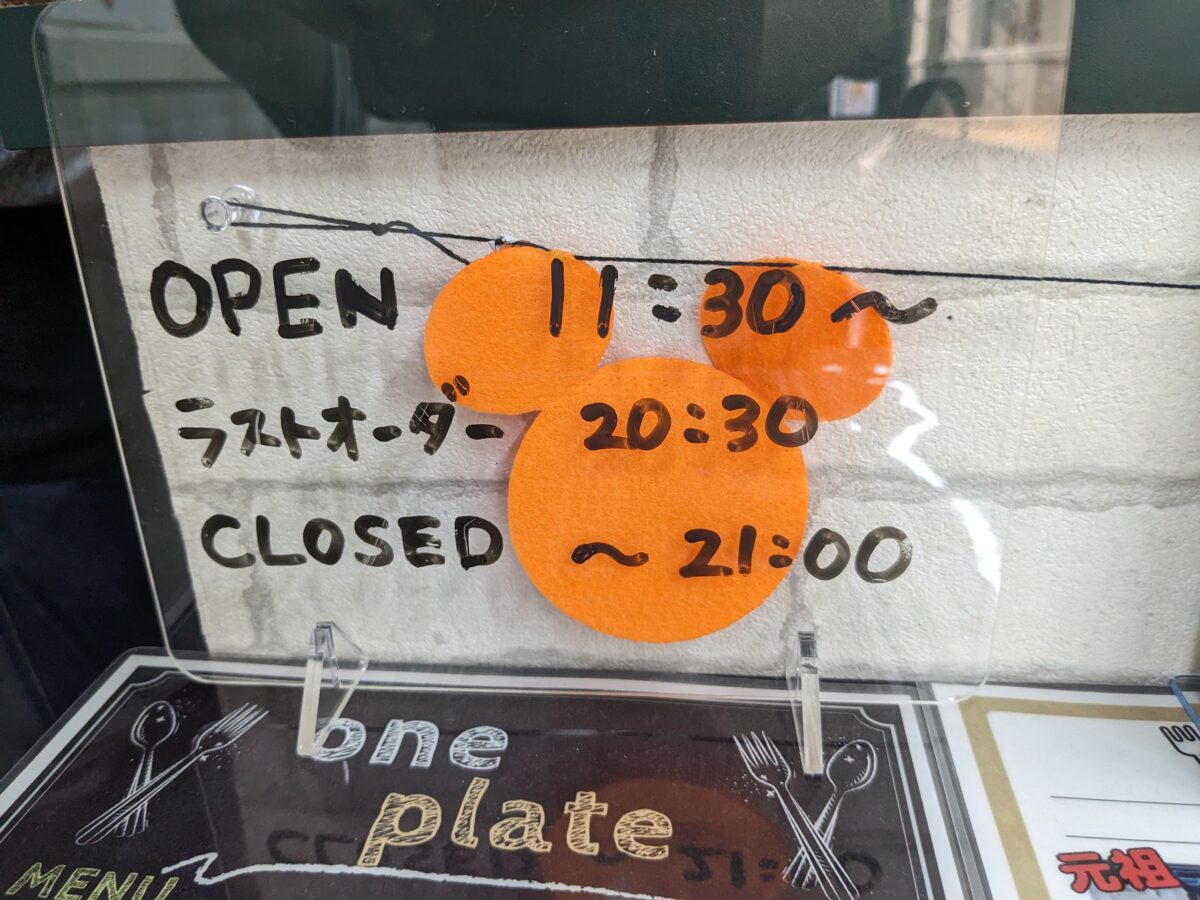 OPEN 11:30～
ラストオーダー 20:30
CLOSED ～21:00
one
plate
MENU
元祖